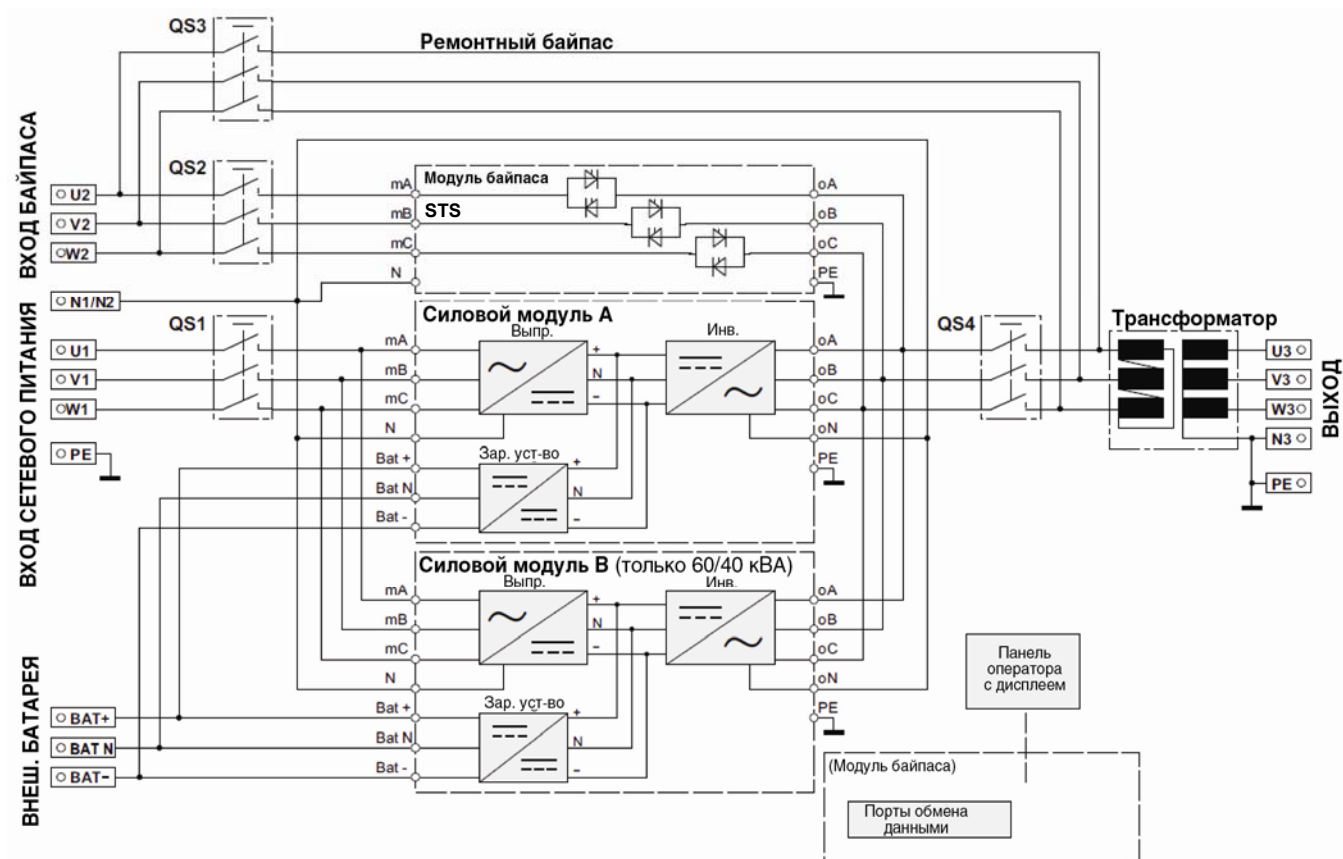 QS3
Ремонтный байпас
ВХОД БАЙПАСА
QS2
U2
V2
W2
mA
mB
mC
N
Модуль байпаса
STS
oA
oB
oC
PE
N1/N2
ВХОД СЕТЕВОГО ПИТАНИЯ
QS1
U1
V1
W1
PE
Силовой модуль A
Выпр.
Инв.
mA
mB
mC
N
+
N
-
oA
oB
oC
oN
PE
Зар. уст-во
Bat +
Bat N
Bat -
+
N
-
QS4
Трансформатор
U3
V3
W3
N3
PE
ВЫХОД
Силовой модуль B (только 60/40 кВА)
Выпр.
Инв.
mA
mB
mC
N
+
N
-
oA
oB
oC
oN
PE
Зар. уст-во
Bat +
Bat N
Bat -
+
N
-
ВНЕШ. БАТАРЕЯ
BAT+
BAT N
BAT-
Панель
оператора
с дисплеем
(Модуль байпаса)
Порты обмена
данными